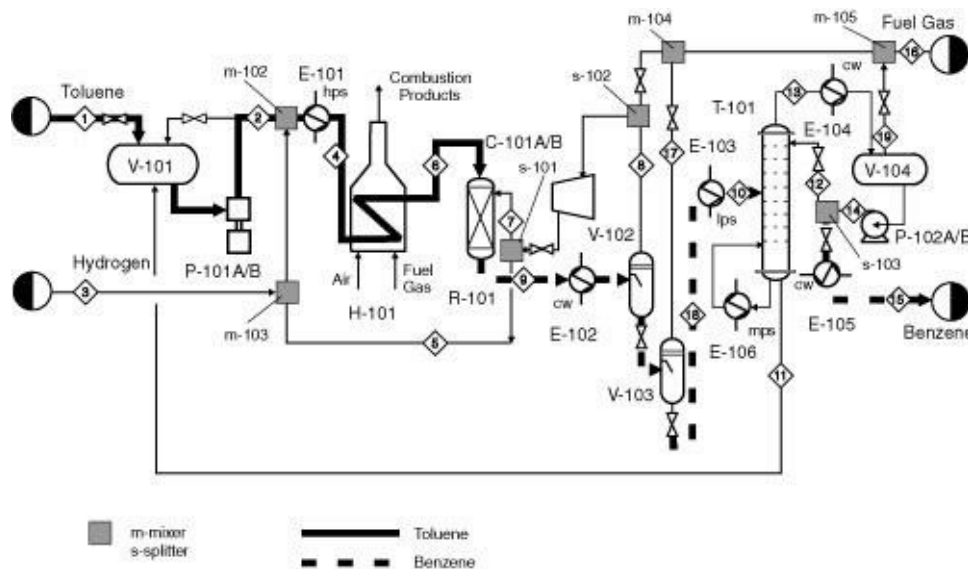 m-104
m-105
Fuel Gas
16
m-102
E-101
hps
Combustion
Products
s-102
cw
13
T-101
Toluene
1
2
C-101A/B
E-103
E-104
19
V-101
4
6
s-101
8
17
V-104
10
12
14
lps
7
V-102
P-102A/B
P-101A/B
Hydrogen
Air
Fuel
Gas
R-101
9
cw
s-103
cw
3
H-101
E-102
18
mps
E-105
15
Benzene
m-103
5
E-106
V-103
11
m-mixer
s-splitter
Toluene
Benzene